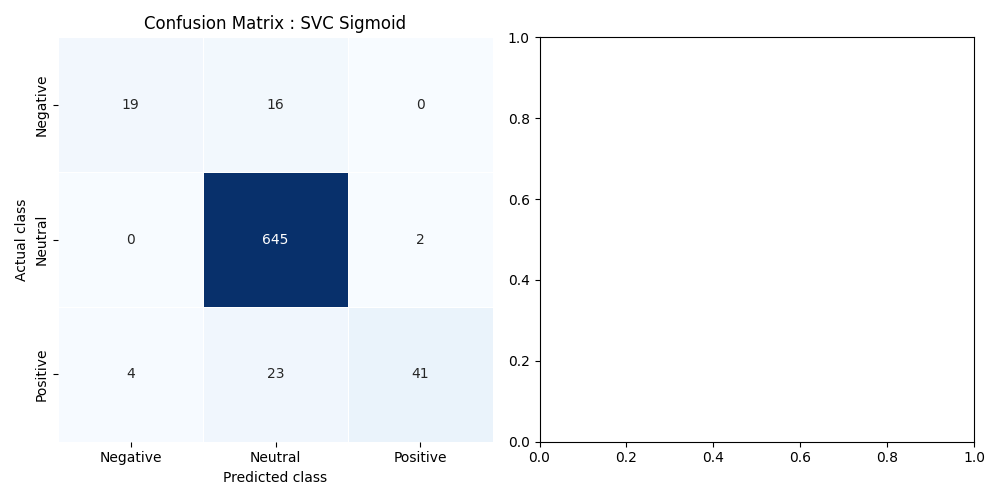 Confusion Matrix : SVC Sigmoid
Actual class
Negative
19 16 0
Neutral
0 645 2
Positive
4 23 41
Negative Neutral Positive
Predicted class
1.0
0.8
0.6
0.4
0.2
0.0
0.0 0.2 0.4 0.6 0.8 1.0